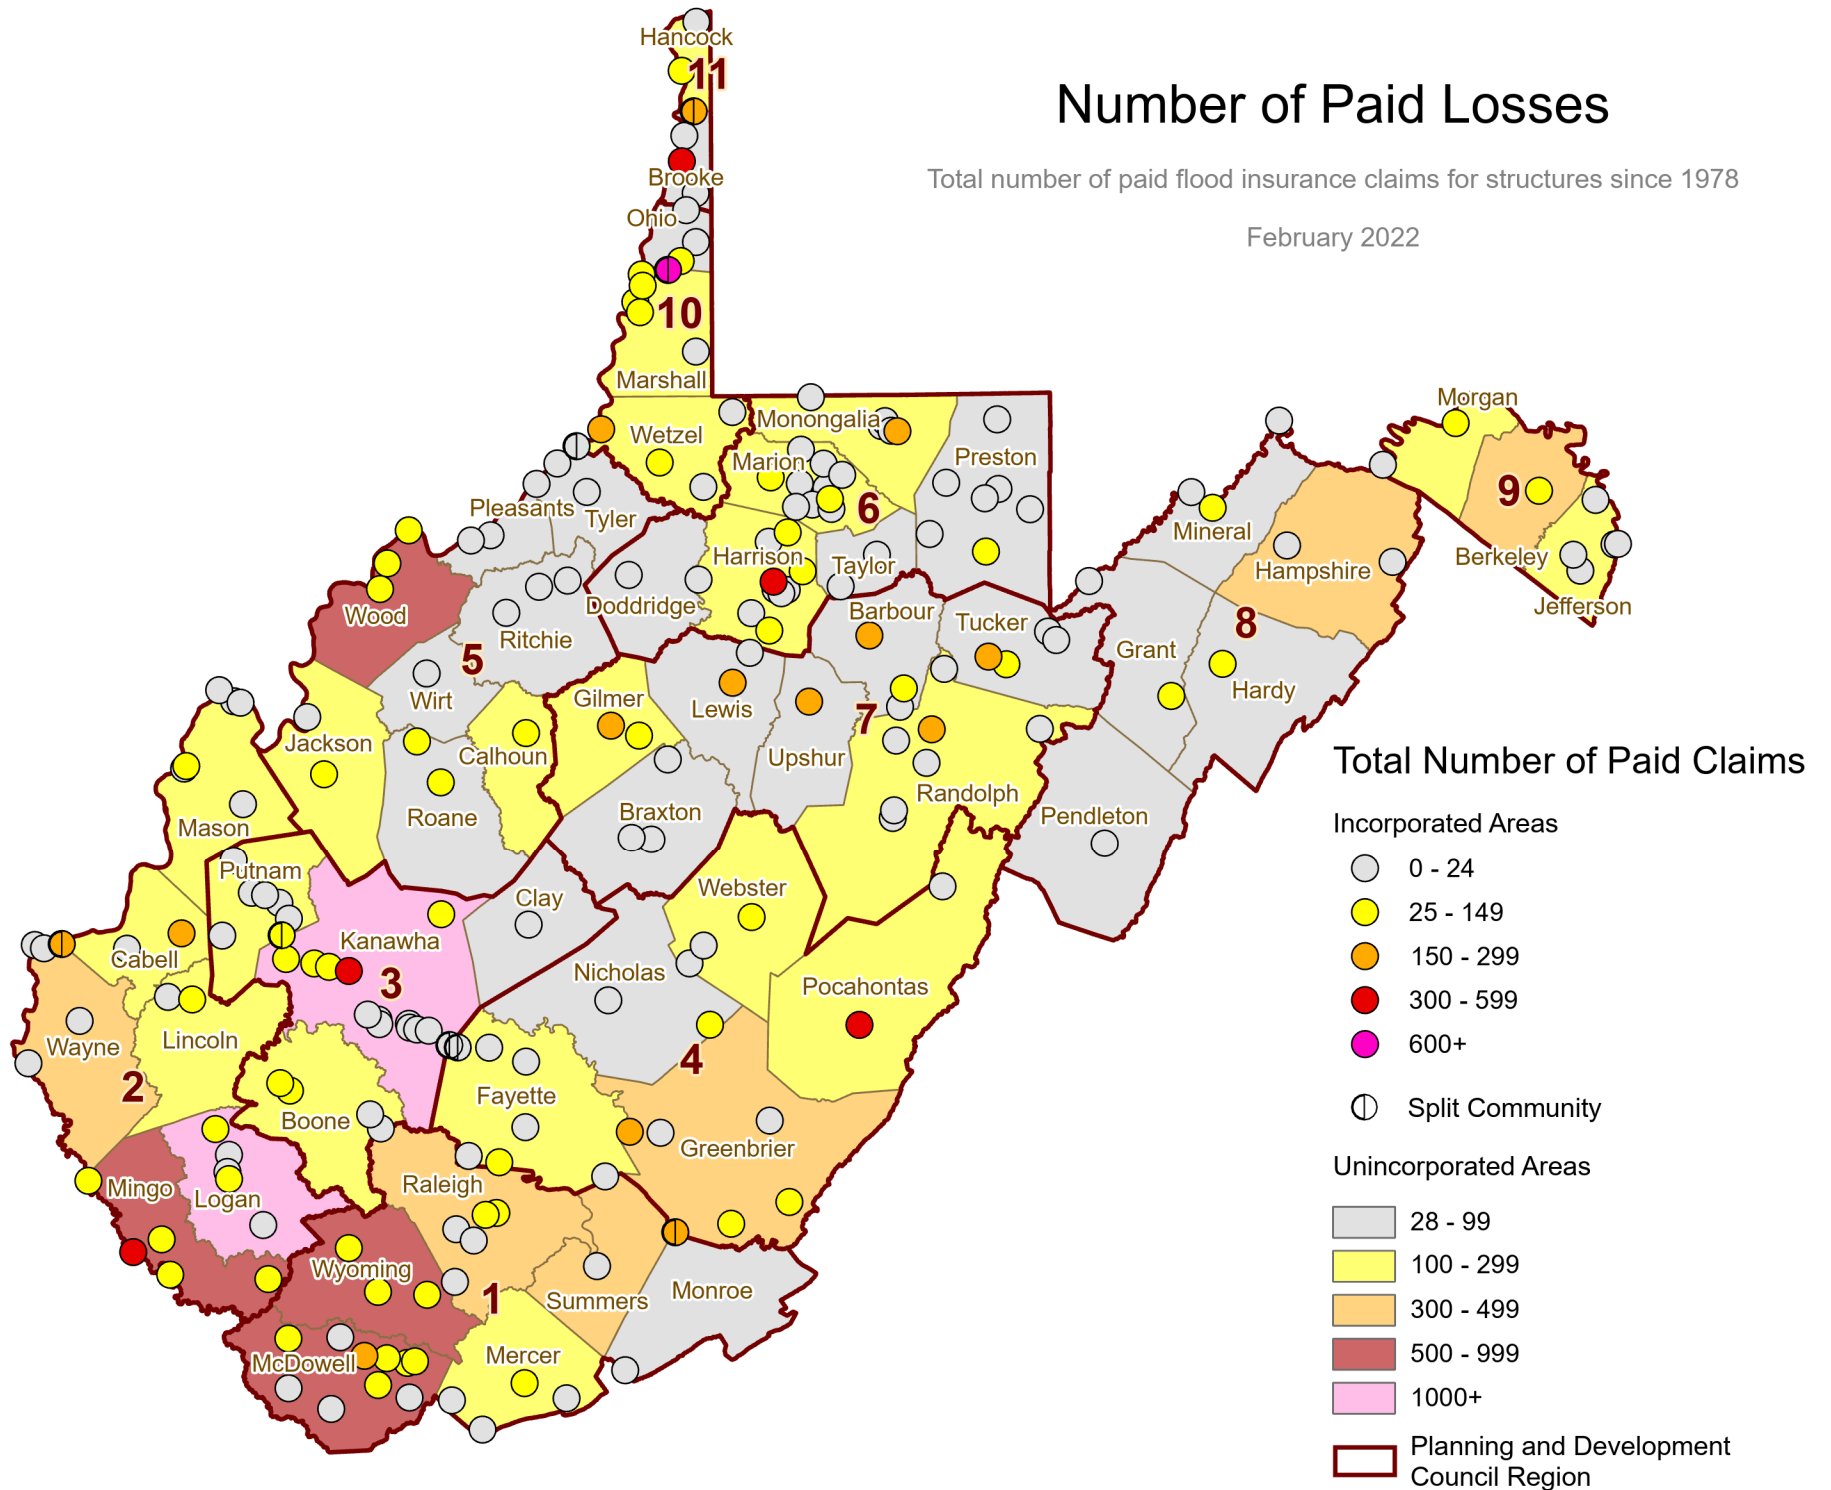 Number of Paid Losses
Total number of paid flood insurance claims for structures since 1978
February 2022
Hancock
11
Brooke
Ohio
10
Marshall
Wetzel
Monongalia
Marion
Preston
6
Pleasants
Tyler
Harrison
Taylor
Doddridge
Wood
Ritchie
5
Wirt
Barbour
Tucker
Mineral
Hampshire
Morgan
9
Berkeley
Jefferson
8
Grant
Hardy
Gilmer
Lewis
7
Upshur
Jackson
Calhoun
Roane
Braxton
Randolph
Pendleton
Mason
Putnam
Clay
Webster
Kanawha
3
Cabell
Nicholas
Pocahontas
Wayne
Lincoln
2
4
Boone
Fayette
Greenbrier
Mingo
Logan
Raleigh
Wyoming
1
Summers
Monroe
McDowell
Mercer
Total Number of Paid Claims
Incorporated Areas
0 - 24
25 - 149
150 - 299
300 - 599
600+
Split Community
Unincorporated Areas
28 - 99
100 - 299
300 - 499
500 - 999
1000+
Planning and Development
Council Region